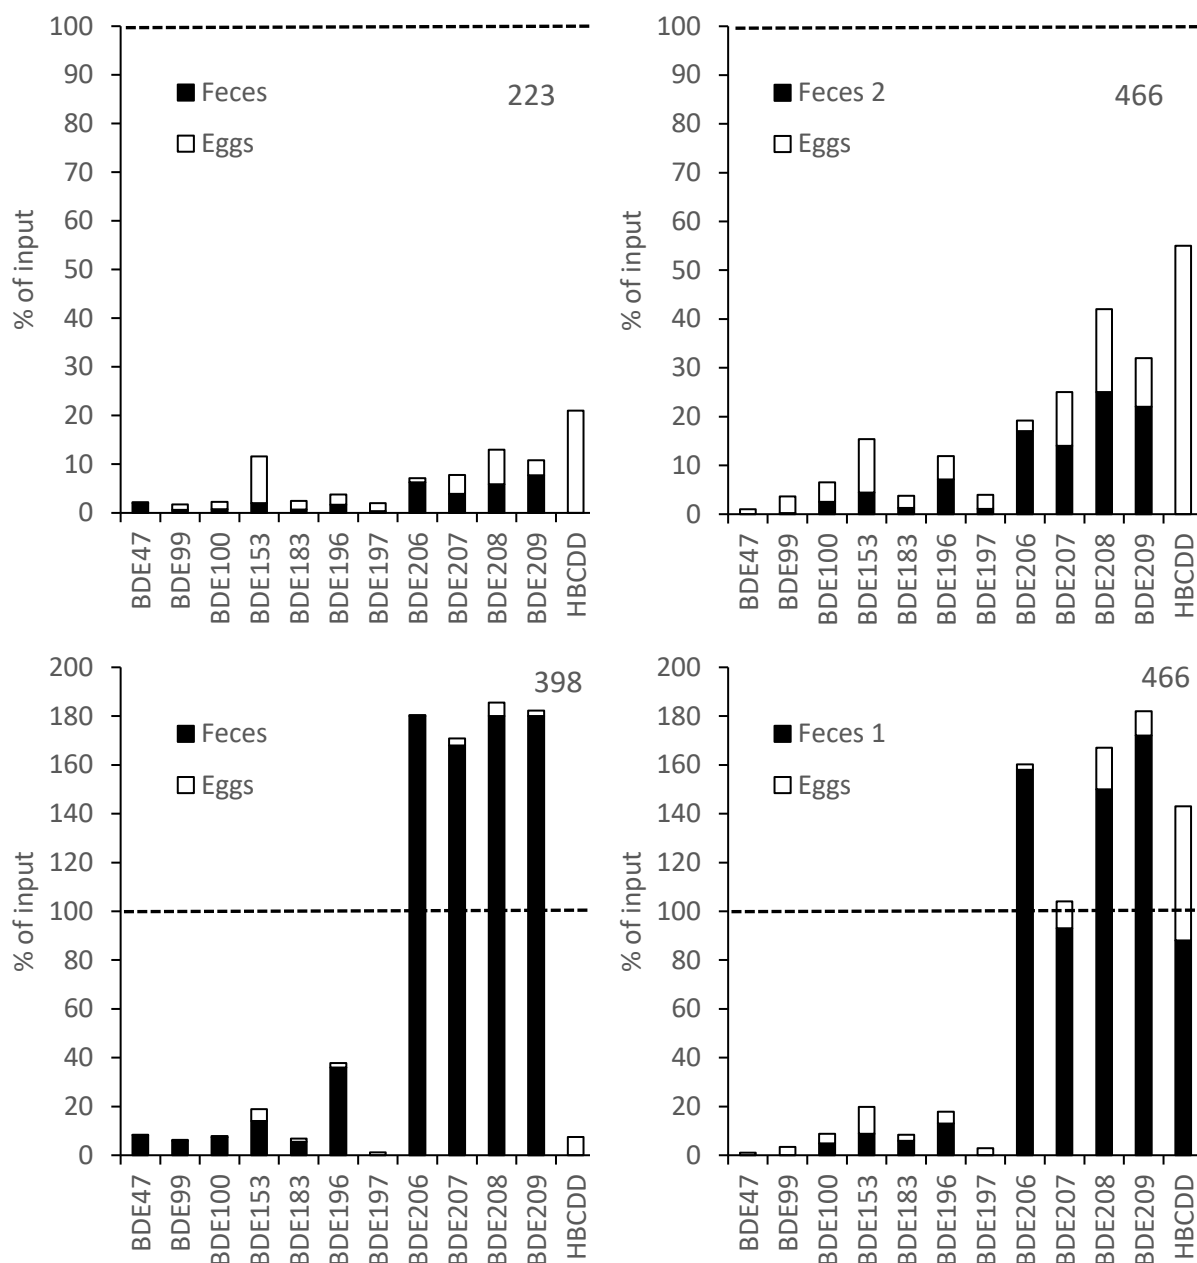 % of input
100
90
80
70
60
50
40
30
20
10
0
Feces
Eggs
223
BDE47
BDE99
BDE100
BDE153
BDE183
BDE196
BDE197
BDE206
BDE207
BDE208
BDE209
HBCDD
% of input
100
90
80
70
60
50
40
30
20
10
0
Feces 2
Eggs
466
BDE47
BDE99
BDE100
BDE153
BDE183
BDE196
BDE197
BDE206
BDE207
BDE208
BDE209
HBCDD
% of input
200
180
160
140
120
100
80
60
40
20
0
Feces
Eggs
398
BDE47
BDE99
BDE100
BDE153
BDE183
BDE196
BDE197
BDE206
BDE207
BDE208
BDE209
HBCDD
% of input
200
180
160
140
120
100
80
60
40
20
0
Feces 1
Eggs
466
BDE47
BDE99
BDE100
BDE153
BDE183
BDE196
BDE197
BDE206
BDE207
BDE208
BDE209
HBCDD